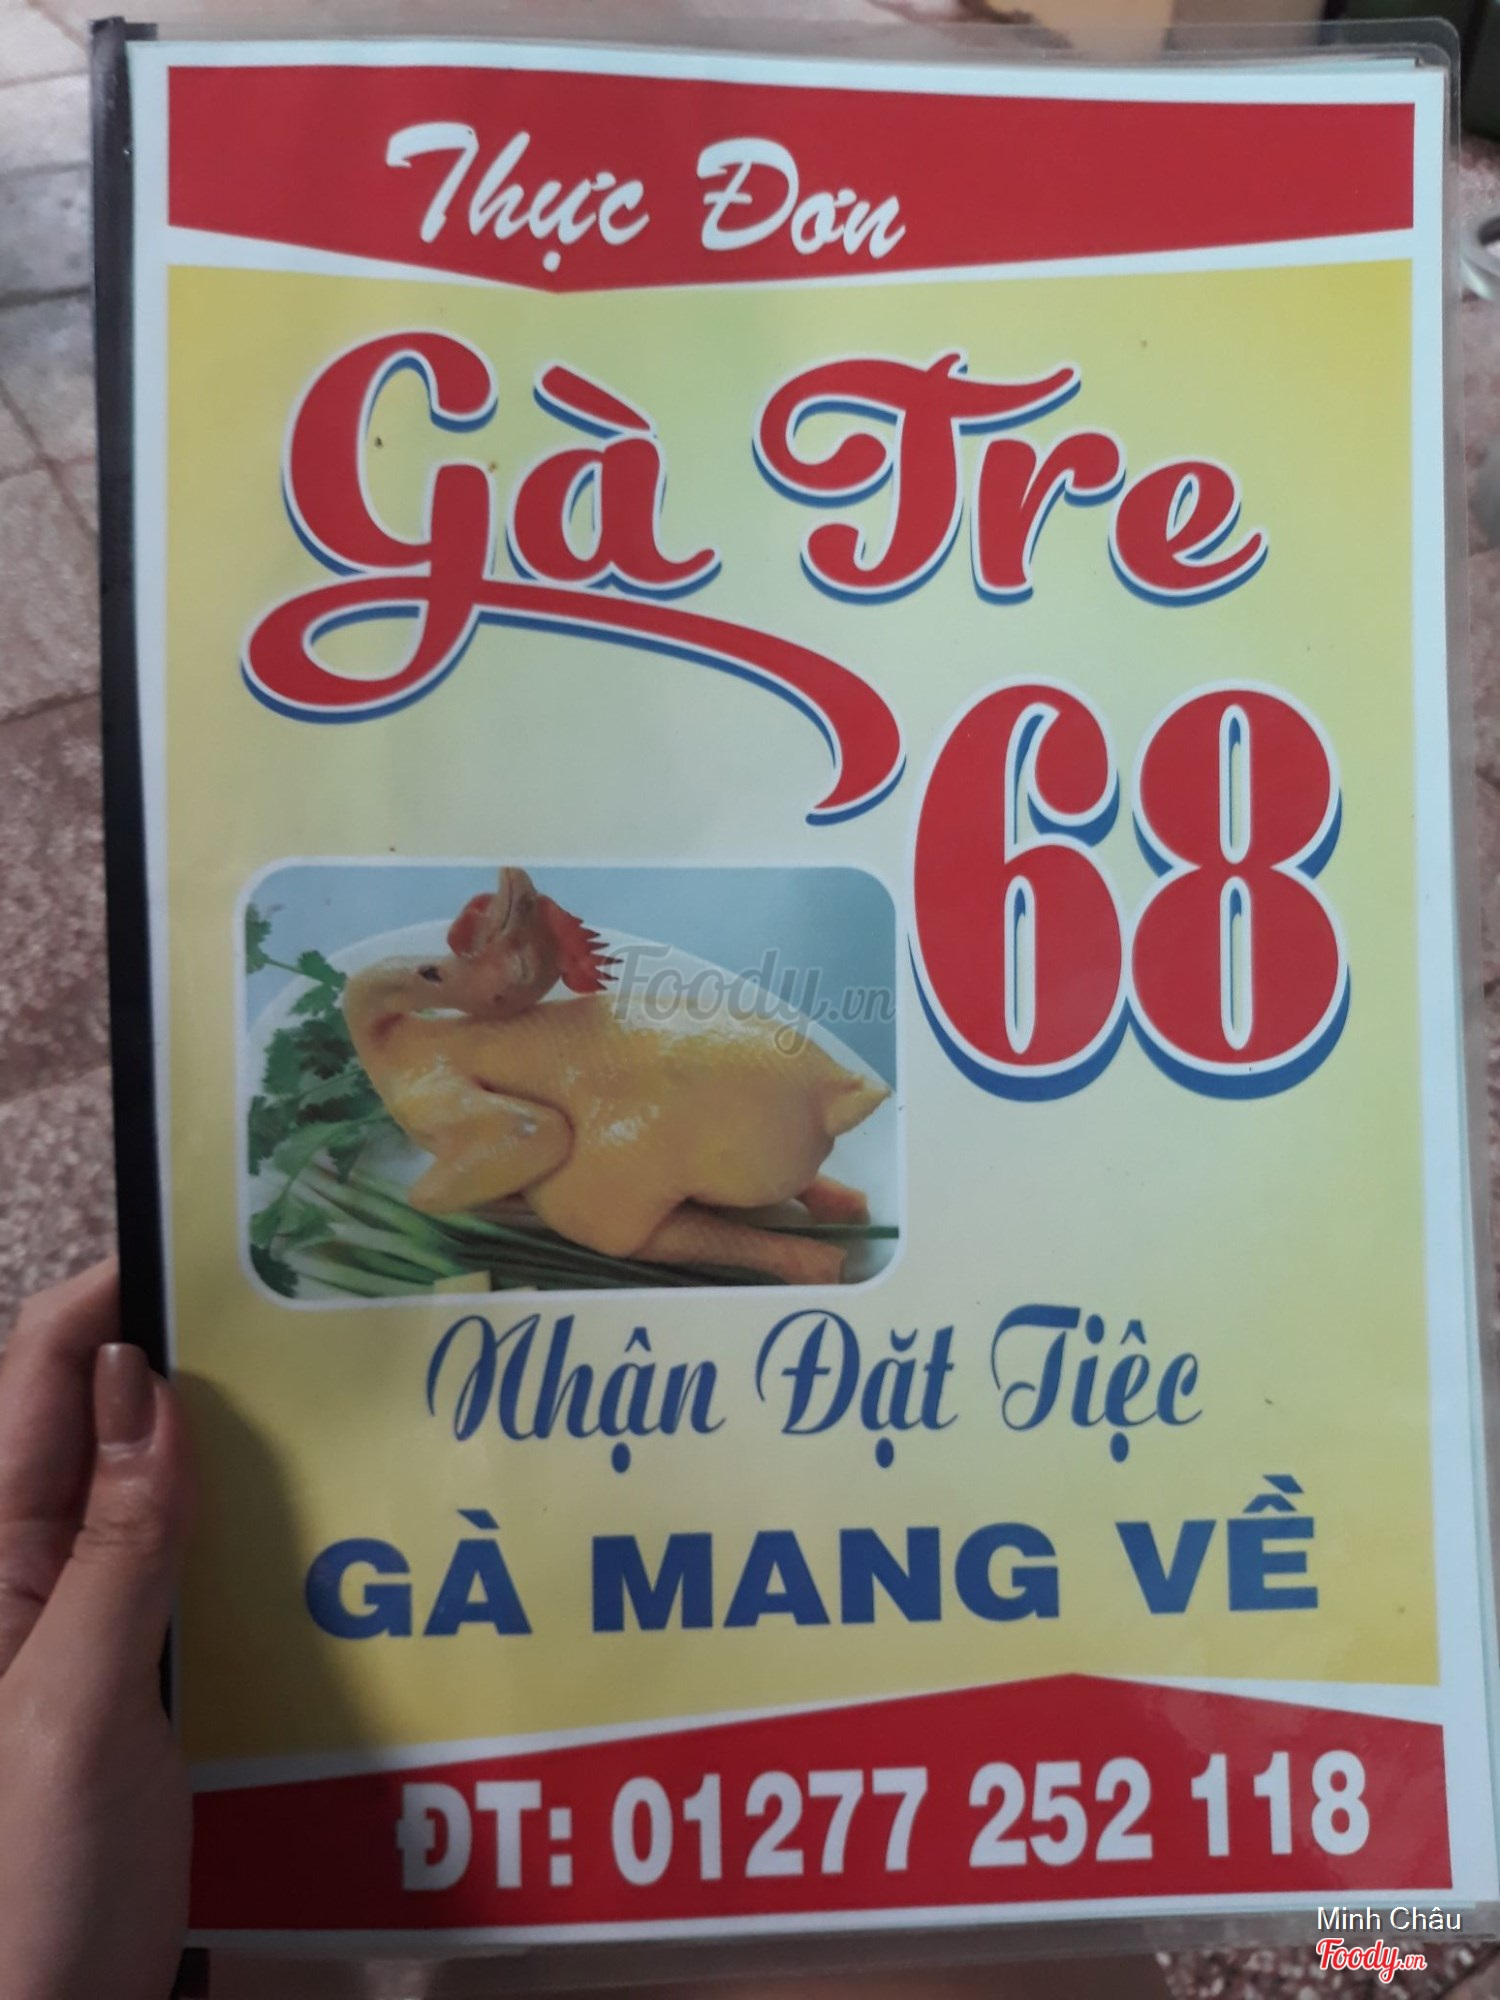 Thực Đơn
Gà Tre
68
Foody.vn
Nhận Đặt Tiệc
GÀ MANG VỀ
ĐT: 01277 252 118
Minh Châu
Foody.vn